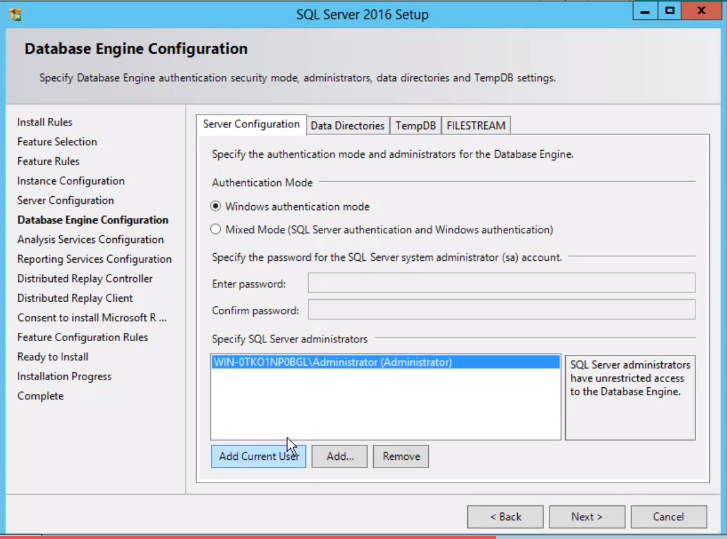 SQL Server 2016 Setup
Database Engine Configuration
Specify Database Engine authentication security mode, administrators, data directories and TempDB settings.
Install Rules
Feature Selection
Feature Rules
Instance Configuration
Server Configuration
Database Engine Configuration
Analysis Services Configuration
Reporting Services Configuration
Distributed Replay Controller
Distributed Replay Client
Consent to install Microsoft R ...
Feature Configuration Rules
Ready to Install
Installation Progress
Complete
Server Configuration Data Directories TempDB FILESTREAM
Specify the authentication mode and administrators for the Database Engine.
Authentication Mode
Windows authentication mode
Mixed Mode (SQL Server authentication and Windows authentication)
Specify the password for the SQL Server system administrator (sa) account.
Enter password:
Confirm password:
Specify SQL Server administrators
WIN-0TKO1NP0BGL\Administrator (Administrator)
SQL Server administrators
have unrestricted access
to the Database Engine.
Add Current User Add... Remove
< Back Next > Cancel